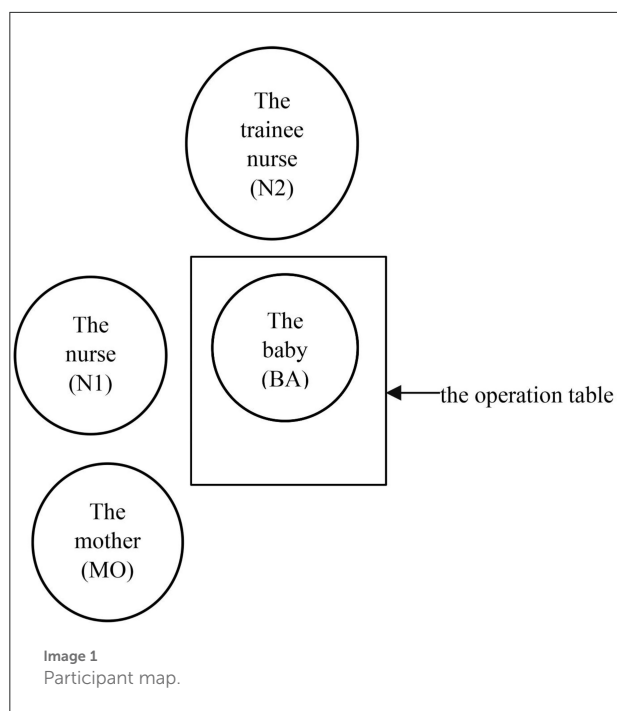 The
trainee
nurse
(N2)
The
nurse
(N1)
The
baby
(BA)
the operation table
The
mother
(MO)
Image 1
Participant map.